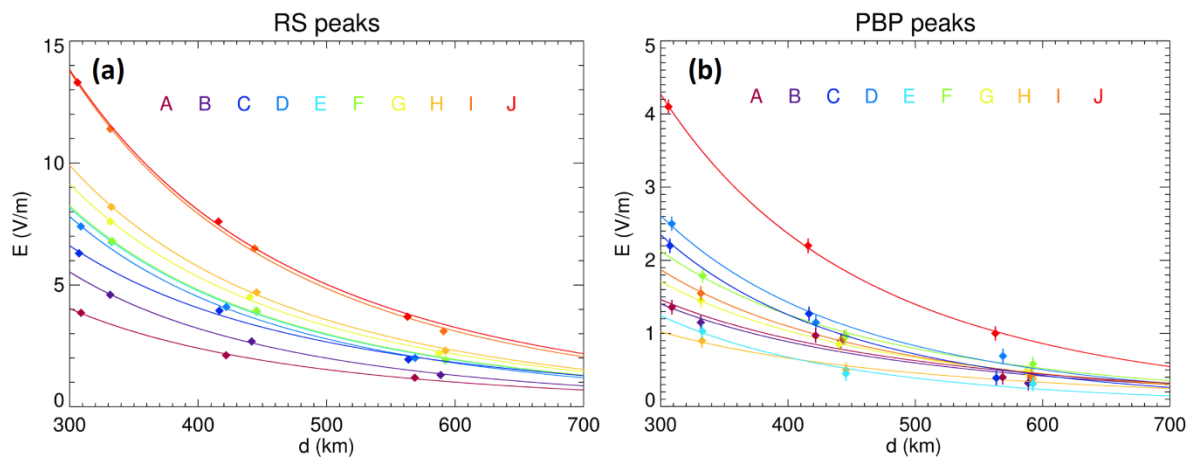 RS peaks
(a)
A B C D E F G H I J
15
10
5
0
300 400 500 600 700
E (V/m)
d (km)
PBP peaks
(b)
A B C D E F G H I J
5
4
3
2
1
0
300 400 500 600 700
E (V/m)
d (km)